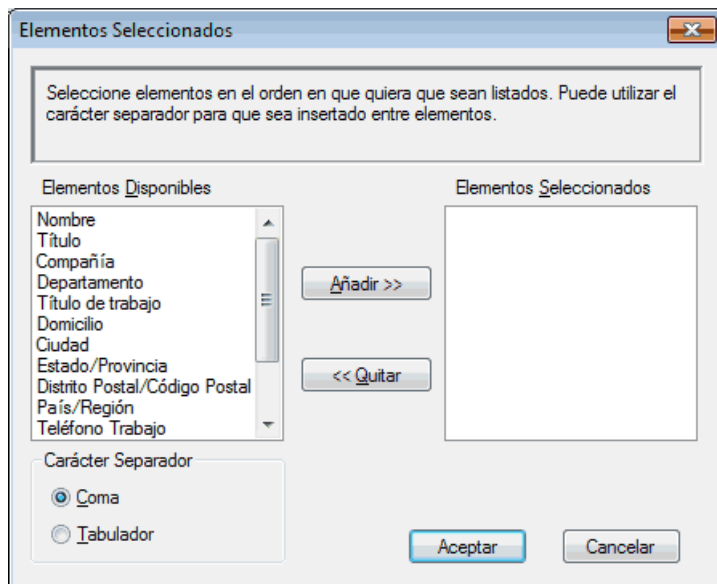 Elementos Seleccionados
Seleccione elementos en el orden en que quiera que sean listados. Puede utilizar el
carácter separador para que sea insertado entre elementos.
Elementos Disponibles
Elementos Seleccionados
Nombre
Título
Compañía
Departamento
Título de trabajo
Domicilio
Ciudad
Estado/Provincia
Distrito Postal/Código Postal
País/Región
Teléfono Trabajo
Añadir >>
<< Quitar
Carácter Separador
Coma
Tabulador
Aceptar
Cancelar